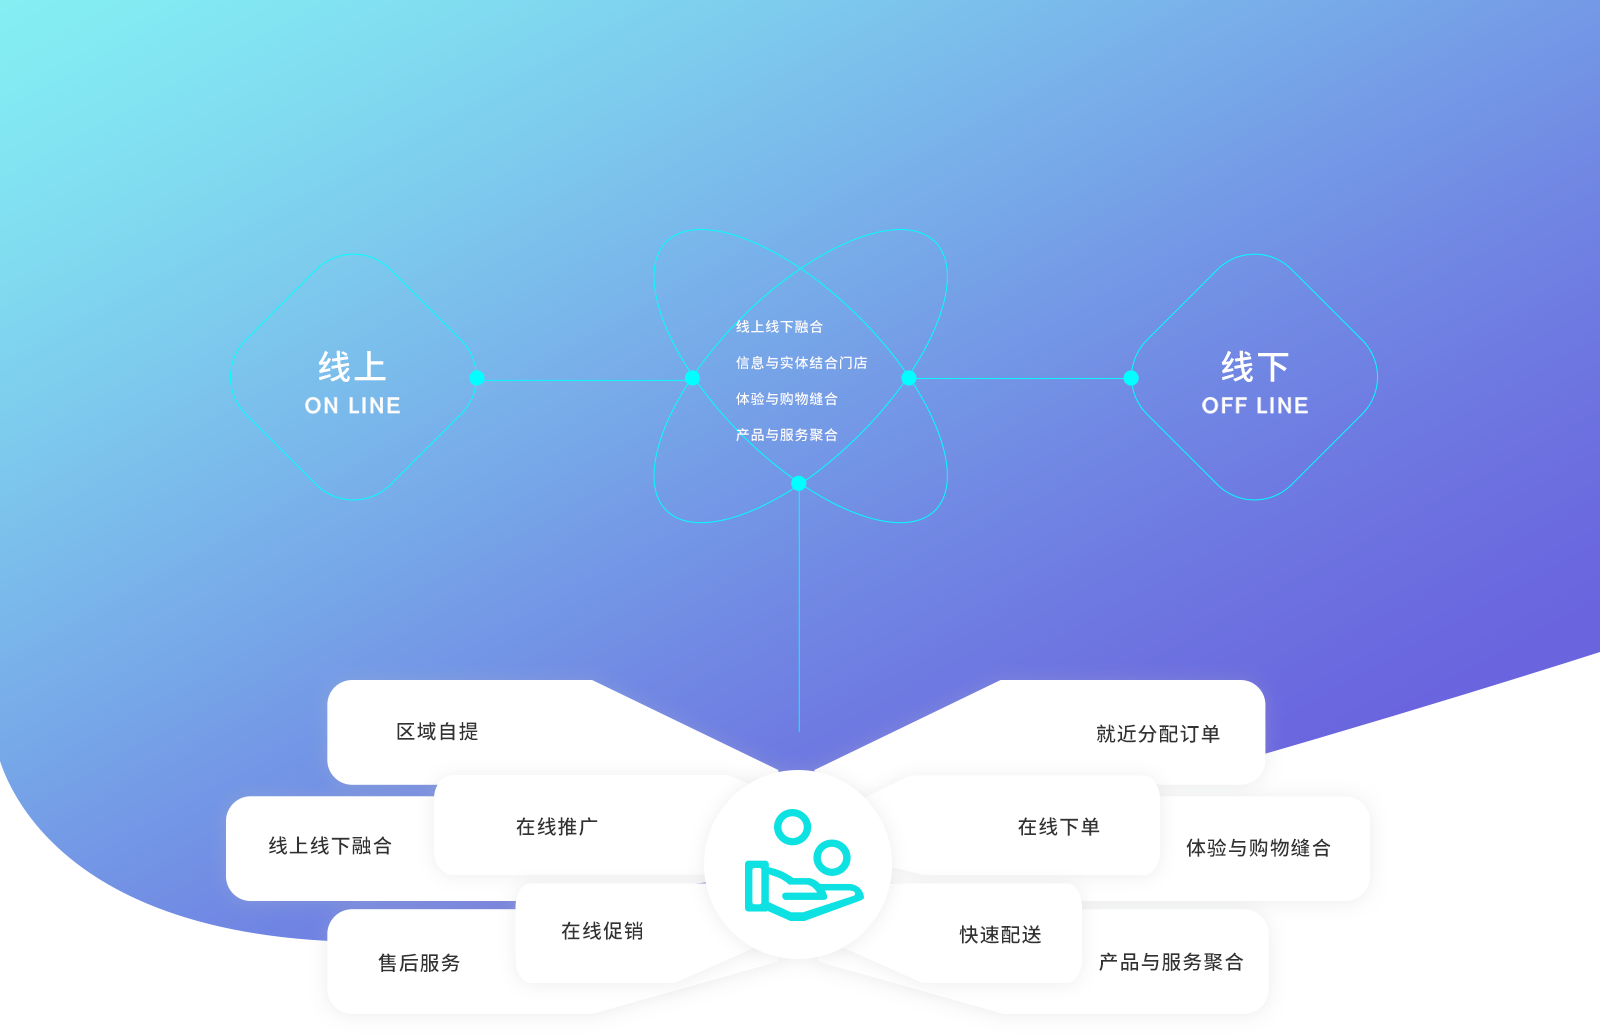 线上
ON LINE
线上线下融合
信息与实体结合门店
体验与购物缝合
产品与服务聚合
线下
OFF LINE
区域自提
就近分配订单
在线推广
在线下单
线上线下融合
体验与购物缝合
在线促销
快速配送
售后服务
产品与服务聚合